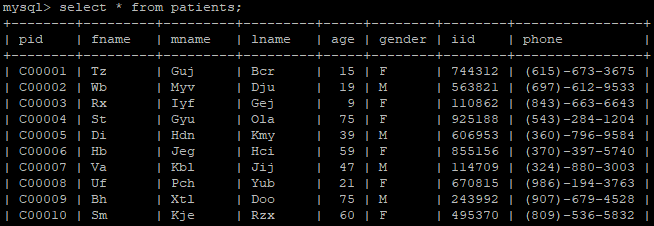 mysql> select * from patients;
+--------+-------+-------+-------+-----+--------+--------+----------------+
| pid | fname | mname | lname | age | gender | iid | phone |
+--------+-------+-------+-------+-----+--------+--------+----------------+
| C00001 | Tz | Guj | Bcr | 15 | F | 744312 | (615)-673-3675
| C00002 | Wb | Myv | Dju | 19 | M | 563821 | (697)-612-9533
| C00003 | Rx | Iyf | Gej | 9 | F | 110862 | (843)-663-6643
| C00004 | St | Gyu | Ola | 75 | F | 925188 | (543)-284-1204
| C00005 | Di | Hdn | Kmy | 39 | M | 606953 | (360)-796-9584
| C00006 | Hb | Jeg | Hci | 59 | F | 855156 | (370)-397-5740
| C00007 | Va | Kbl | Jij | 47 | M | 114709 | (324)-880-3003
| C00008 | Uf | Pch | Yub | 21 | F | 670815 | (986)-194-3763
| C00009 | Bh | Xtl | Doo | 75 | M | 243992 | (907)-679-4528
| C00010 | Sm | Kje | Rzx | 60 | F | 495370 | (809)-536-5832